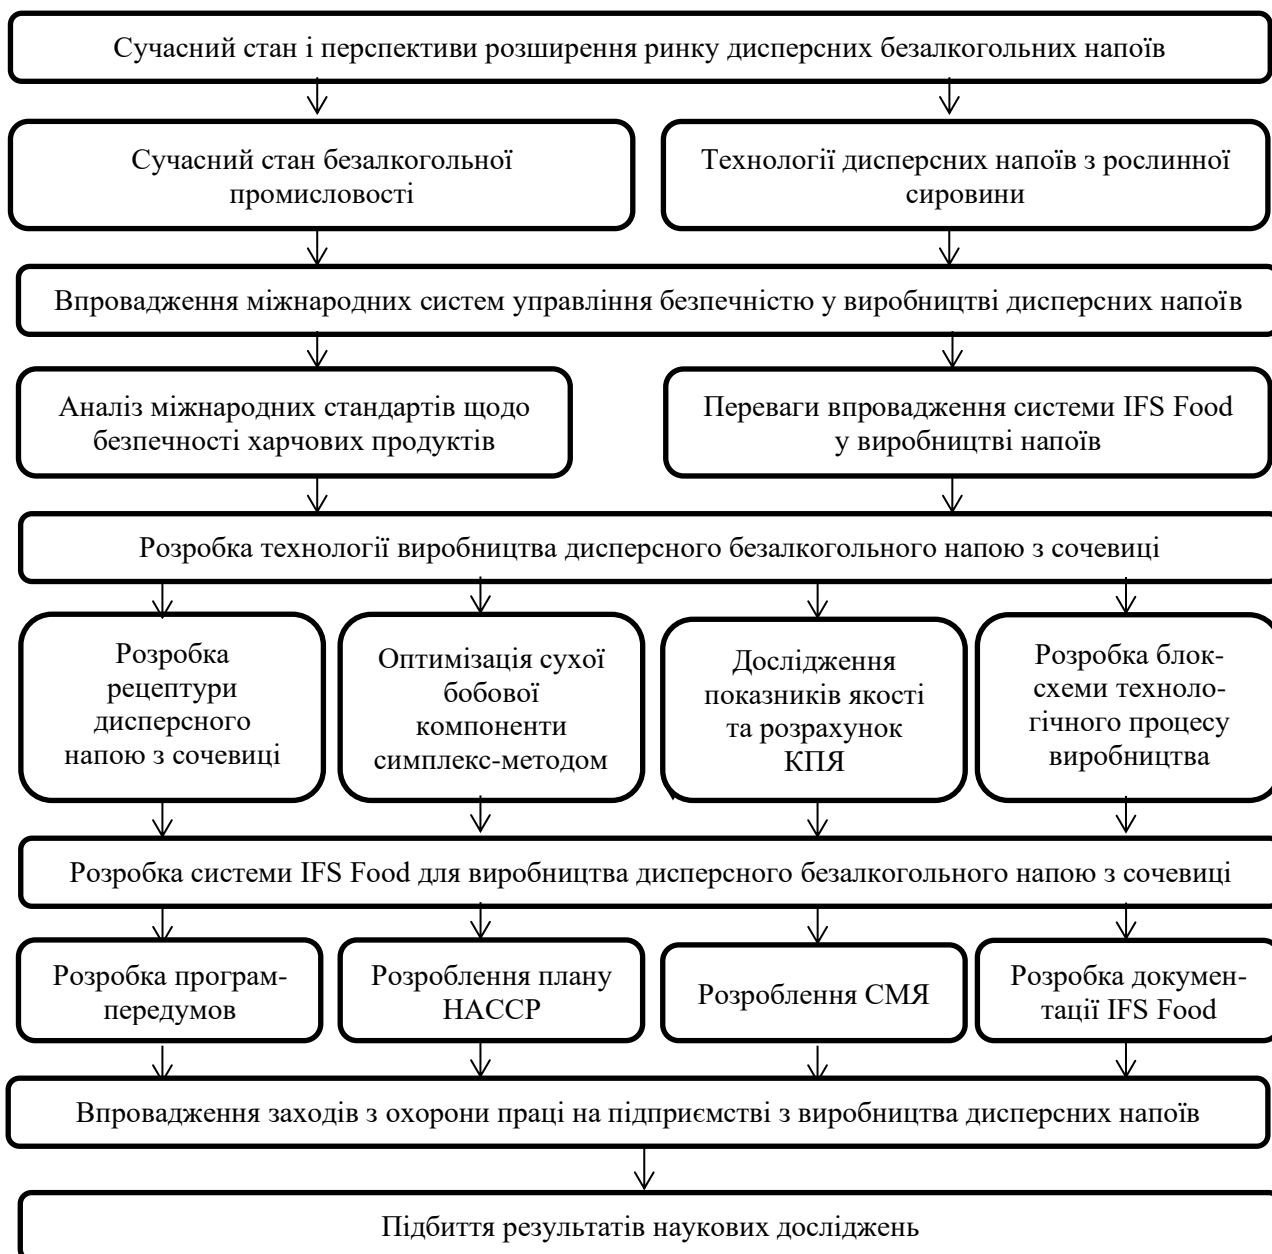 Сучасний стан і перспективи розширення ринку дисперсних безалкогольних напоїв
Сучасний стан безалкогольної
промисловості
Технології дисперсних напоїв з рослинної
сировини
Впровадження міжнародних систем управління безпечністю у виробництві дисперсних напоїв
Аналіз міжнародних стандартів щодо
безпечності харчових продуктів
Переваги впровадження системи IFS Food
у виробництві напоїв
Розробка технології виробництва дисперсного безалкогольного напою з сочевиці
Розробка
рецептури
дисперсного
напою з сочевиці
Оптимізація сухої
бобової
компоненти
симплекс-методом
Дослідження
показників якості
та розрахунок
КПЯ
Розробка блок-
схеми техноло-
гічного процесу
виробництва
Розробка системи IFS Food для виробництва дисперсного безалкогольного напою з сочевиці
Розробка програм-
передумов
Розроблення плану
НАССР
Розроблення СМЯ
Розробка докумен-
тації IFS Food
Впровадження заходів з охорони праці на підприємстві з виробництва дисперсних напоїв
Підбиття результатів наукових досліджень